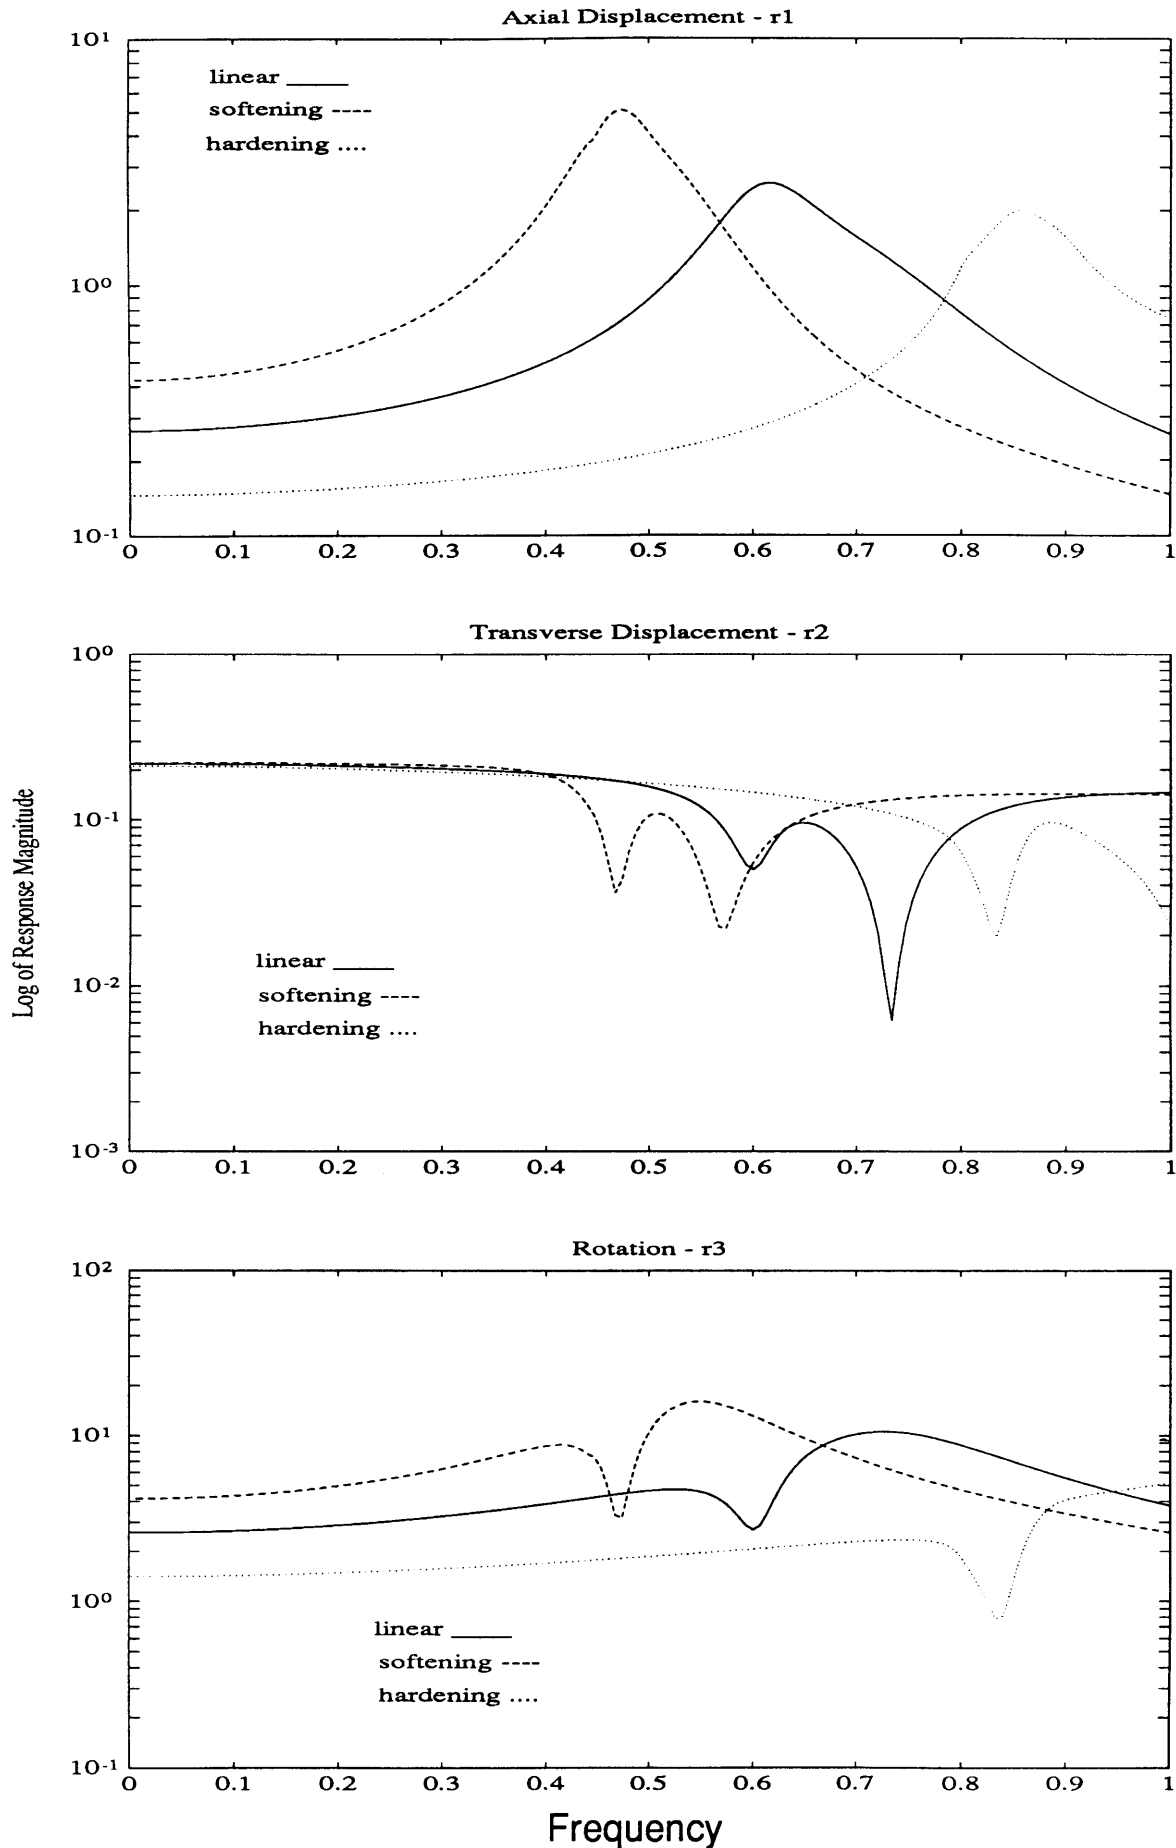 Axial Displacement - r1
10¹
linear ____
softening ----
hardening ....
10⁰
10⁻¹
0 0.1 0.2 0.3 0.4 0.5 0.6 0.7 0.8 0.9 1
Transverse Displacement - r2
10⁰
10⁻¹
Log of Response Magnitude
linear ____
10⁻²
softening ----
hardening ....
10⁻³
0 0.1 0.2 0.3 0.4 0.5 0.6 0.7 0.8 0.9 1
Rotation - r3
10²
10¹
10⁰
linear ____
softening ----
hardening ....
10⁻¹
0 0.1 0.2 0.3 0.4 0.5 0.6 0.7 0.8 0.9 1
Frequency